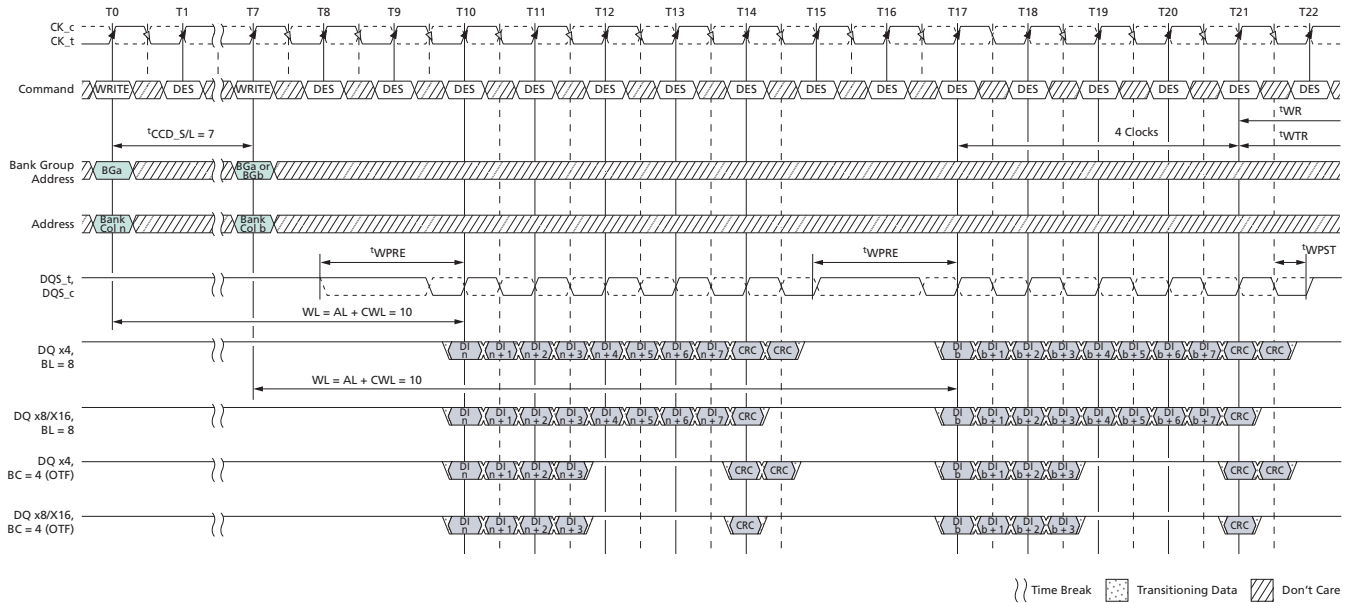 T0 T1 T7 T8 T9 T10 T11 T12 T13 T14 T15 T16 T17 T18 T19 T20 T21 T22
CK_c
CK_t
Command WRITE DES WRITE DES DES DES DES DES DES DES DES DES DES DES DES DES DES DES
tWR
tCCD_S/L = 7
4 Clocks
tWTR
Bank Group
Address
BGa
BGa or
BGb
Address
Bank
Col n
Bank
Col b
tWPRE tWPRE tWPST
DQS_t,
DQS_c
WL = AL + CWL = 10
DQ x4,
BL = 8
DI n DI n + 1 DI n + 2 DI n + 3 DI n + 4 DI n + 5 DI n + 6 DI n + 7 CRC CRC DI b DI b + 1 DI b + 2 DI b + 3 DI b + 4 DI b + 5 DI b + 6 DI b + 7 CRC CRC
WL = AL + CWL = 10
DQ x8/X16,
BL = 8
DI n DI n + 1 DI n + 2 DI n + 3 DI n + 4 DI n + 5 DI n + 6 DI n + 7 CRC DI b DI b + 1 DI b + 2 DI b + 3 DI b + 4 DI b + 5 DI b + 6 DI b + 7 CRC
DQ x4,
BC = 4 (OTF)
DI n DI n + 1 DI n + 2 DI n + 3 CRC CRC DI b DI b + 1 DI b + 2 DI b + 3 CRC CRC
DQ x8/X16,
BC = 4 (OTF)
DI n DI n + 1 DI n + 2 DI n + 3 CRC DI b DI b + 1 DI b + 2 DI b + 3 CRC
Time Break Transitioning Data Don't Care